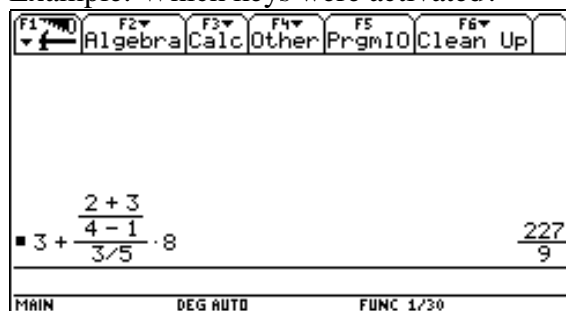 Example: Which keys were activated?
F1 F2▾ Algebra F3▾ Calc F4▾ Other F5 PrgmIO F6▾ Clean Up
▪ 3 + ((2 + 3)/(4 - 1))/(3/5) · 8 227/9
MAIN DEG AUTO FUNC 1/30